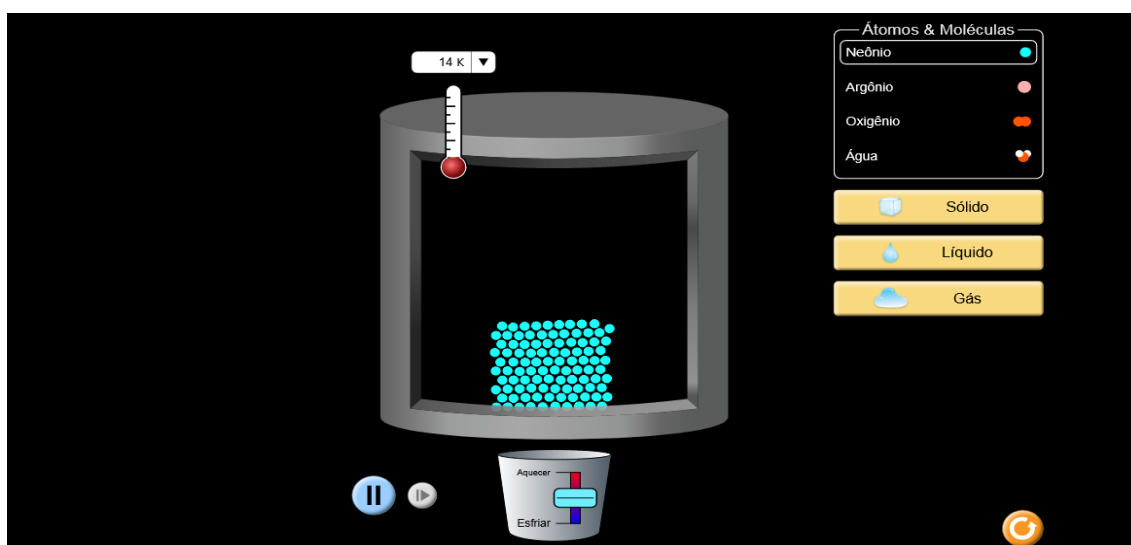 Átomos & Moléculas
Neônio
Argônio
Oxigênio
Água
14 K
Sólido
Líquido
Gás
Aquecer
Esfriar